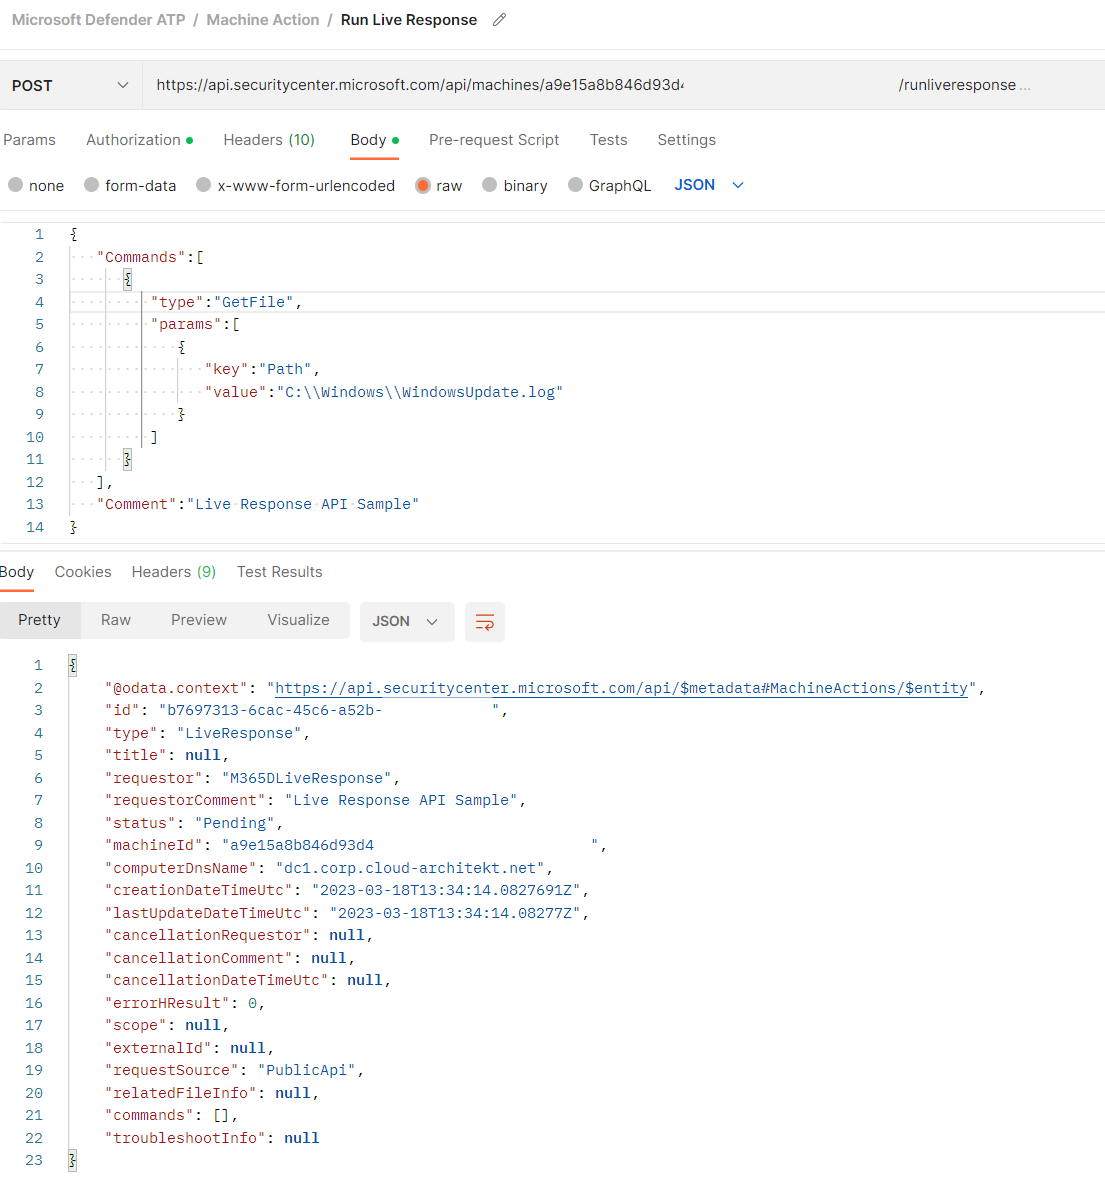 Microsoft Defender ATP / Machine Action / Run Live Response
POST https://api.securitycenter.microsoft.com/api/machines/a9e15a8b846d93d4 /runliveresponse ...
Params Authorization Headers (10) Body Pre-request Script Tests Settings
none form-data x-www-form-urlencoded raw binary GraphQL JSON
1 {
2 "Commands":[
3 {
4 "type":"GetFile",
5 "params":[
6 {
7 "key":"Path",
8 "value":"C:\\Windows\\WindowsUpdate.log"
9 }
10 ]
11 }
12 ],
13 "Comment":"Live Response API Sample"
14 }
Body Cookies Headers (9) Test Results
Pretty Raw Preview Visualize JSON
1 {
2 "@odata.context": "https://api.securitycenter.microsoft.com/api/$metadata#MachineActions/$entity",
3 "id": "b7697313-6cac-45c6-a52b- ",
4 "type": "LiveResponse",
5 "title": null,
6 "requestor": "M365DLiveResponse",
7 "requestorComment": "Live Response API Sample",
8 "status": "Pending",
9 "machineId": "a9e15a8b846d93d4 ",
10 "computerDnsName": "dc1.corp.cloud-architekt.net",
11 "creationDateTimeUtc": "2023-03-18T13:34:14.0827691Z",
12 "lastUpdateDateTimeUtc": "2023-03-18T13:34:14.08277Z",
13 "cancellationRequestor": null,
14 "cancellationComment": null,
15 "cancellationDateTimeUtc": null,
16 "errorHResult": 0,
17 "scope": null,
18 "externalId": null,
19 "requestSource": "PublicApi",
20 "relatedFileInfo": null,
21 "commands": [],
22 "troubleshootInfo": null
23 }